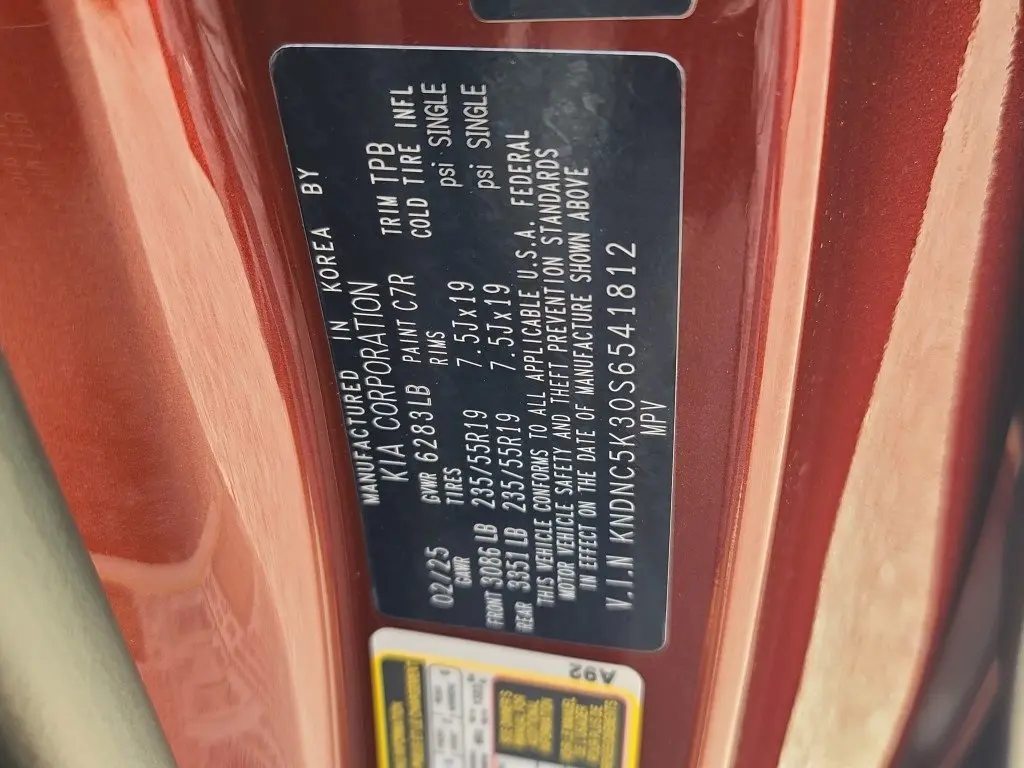 MANUFACTURED IN KOREA BY
KIA CORPORATION
02/25 GVWR 6283LB PAINT C7R TRIM TPB
GAWR TIRES RIMS COLD TIRE INFL
FRONT 3086 LB 235/55R19 7.5Jx19 psi SINGLE
REAR 3351 LB 235/55R19 7.5Jx19 psi SINGLE
THIS VEHICLE CONFORMS TO ALL APPLICABLE U.S.A. FEDERAL
MOTOR VEHICLE SAFETY AND THEFT PREVENTION STANDARDS
IN EFFECT ON THE DATE OF MANUFACTURE SHOWN ABOVE
V.I.N KNDNC5K30S6541812
MPV
A92